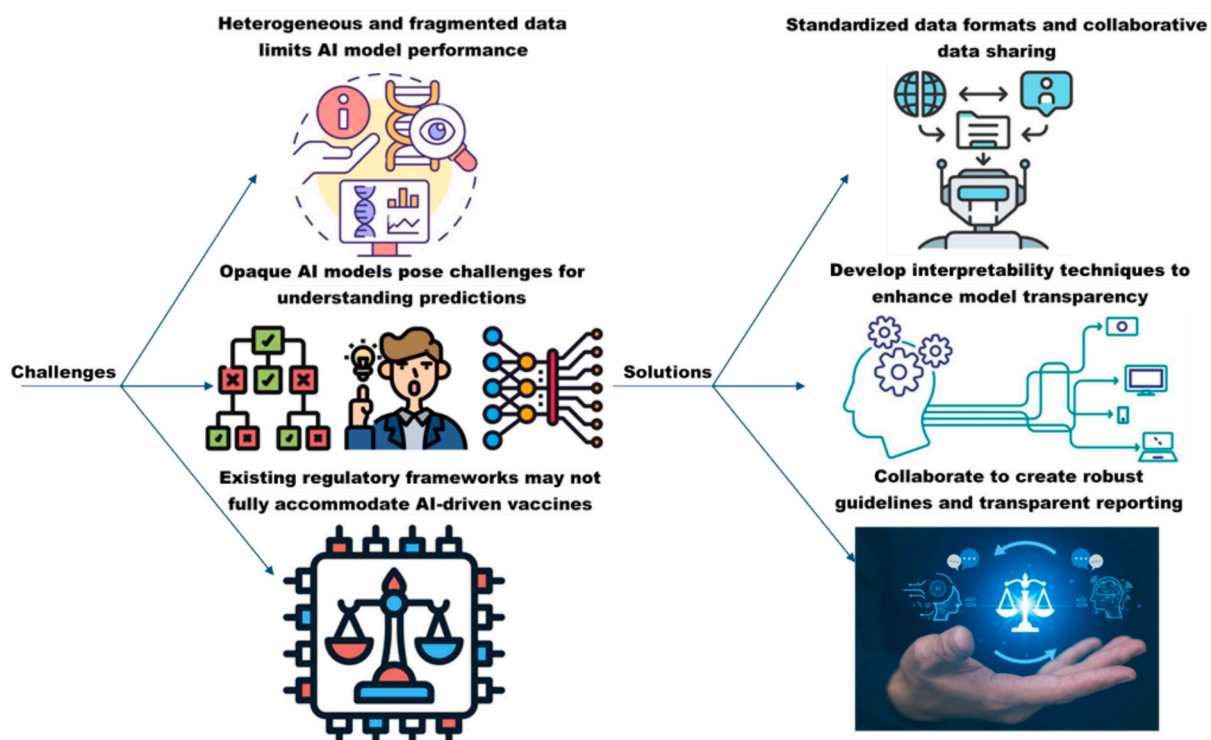 Heterogeneous and fragmented data
limits AI model performance
Standardized data formats and collaborative
data sharing
Opaque AI models pose challenges for
understanding predictions
Develop interpretability techniques to
enhance model transparency
Challenges
Solutions
Existing regulatory frameworks may not
fully accommodate AI-driven vaccines
Collaborate to create robust
guidelines and transparent reporting